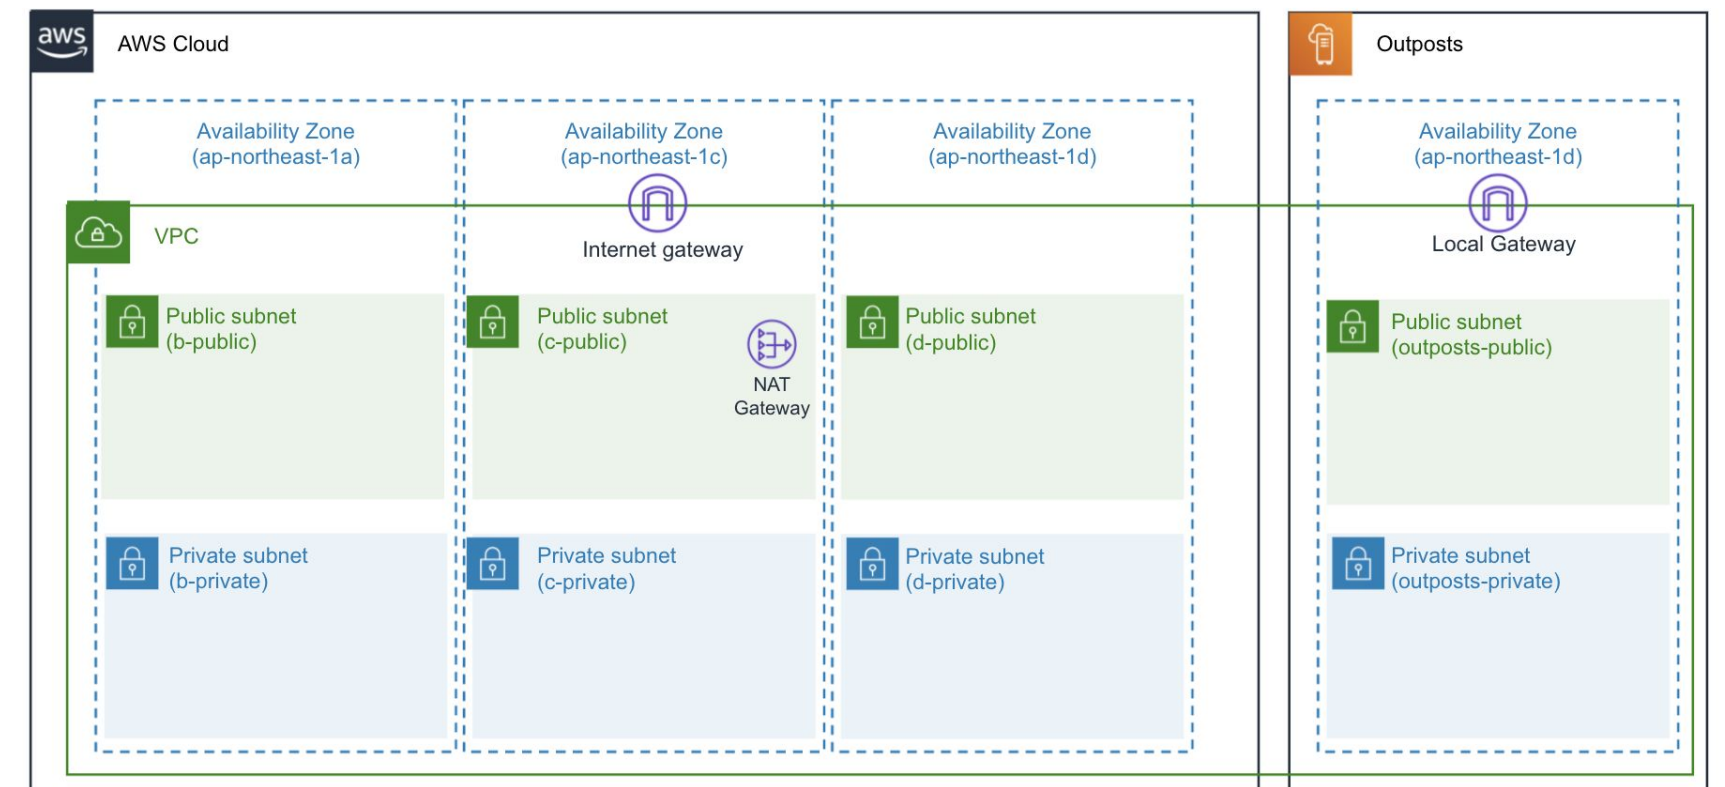 aws
AWS Cloud
Outposts
Availability Zone
(ap-northeast-1a)
Availability Zone
(ap-northeast-1c)
Availability Zone
(ap-northeast-1d)
Availability Zone
(ap-northeast-1d)
VPC
Internet gateway
Local Gateway
Public subnet
(b-public)
Public subnet
(c-public)
NAT
Gateway
Public subnet
(d-public)
Public subnet
(outposts-public)
Private subnet
(b-private)
Private subnet
(c-private)
Private subnet
(d-private)
Private subnet
(outposts-private)